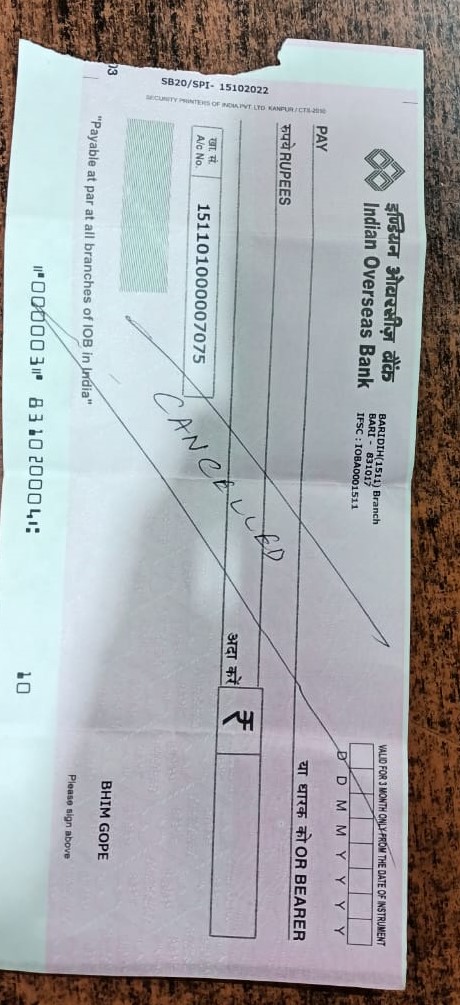 इण्डियन ओवरसीज़ बैंक
Indian Overseas Bank
BARIDIH(1511) Branch
BARI - 831017
IFSC : IOBA0001511
VALID FOR 3 MONTH ONLY FROM THE DATE OF INSTRUMENT
D D M M Y Y Y Y
PAY
या धारक को OR BEARER
रुपये RUPEES
अदा करें ₹
CANCELLED
खा. सं.
A/c No. 151101000007075
SB20/SPI- 15102022
SECURITY PRINTERS OF INDIA PVT. LTD. KANPUR / CTS-2010
03
"Payable at par at all branches of IOB in India"
BHIM GOPE
Please sign above
⑈000003⑈ 831020004⑆ 10